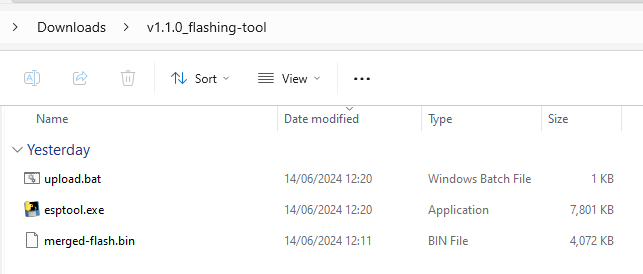 Downloads v1.1.0_flashing-tool
Sort View
Name Date modified Type Size
Yesterday
upload.bat 14/06/2024 12:20 Windows Batch File 1 KB
esptool.exe 14/06/2024 12:20 Application 7,801 KB
merged-flash.bin 14/06/2024 12:11 BIN File 4,072 KB